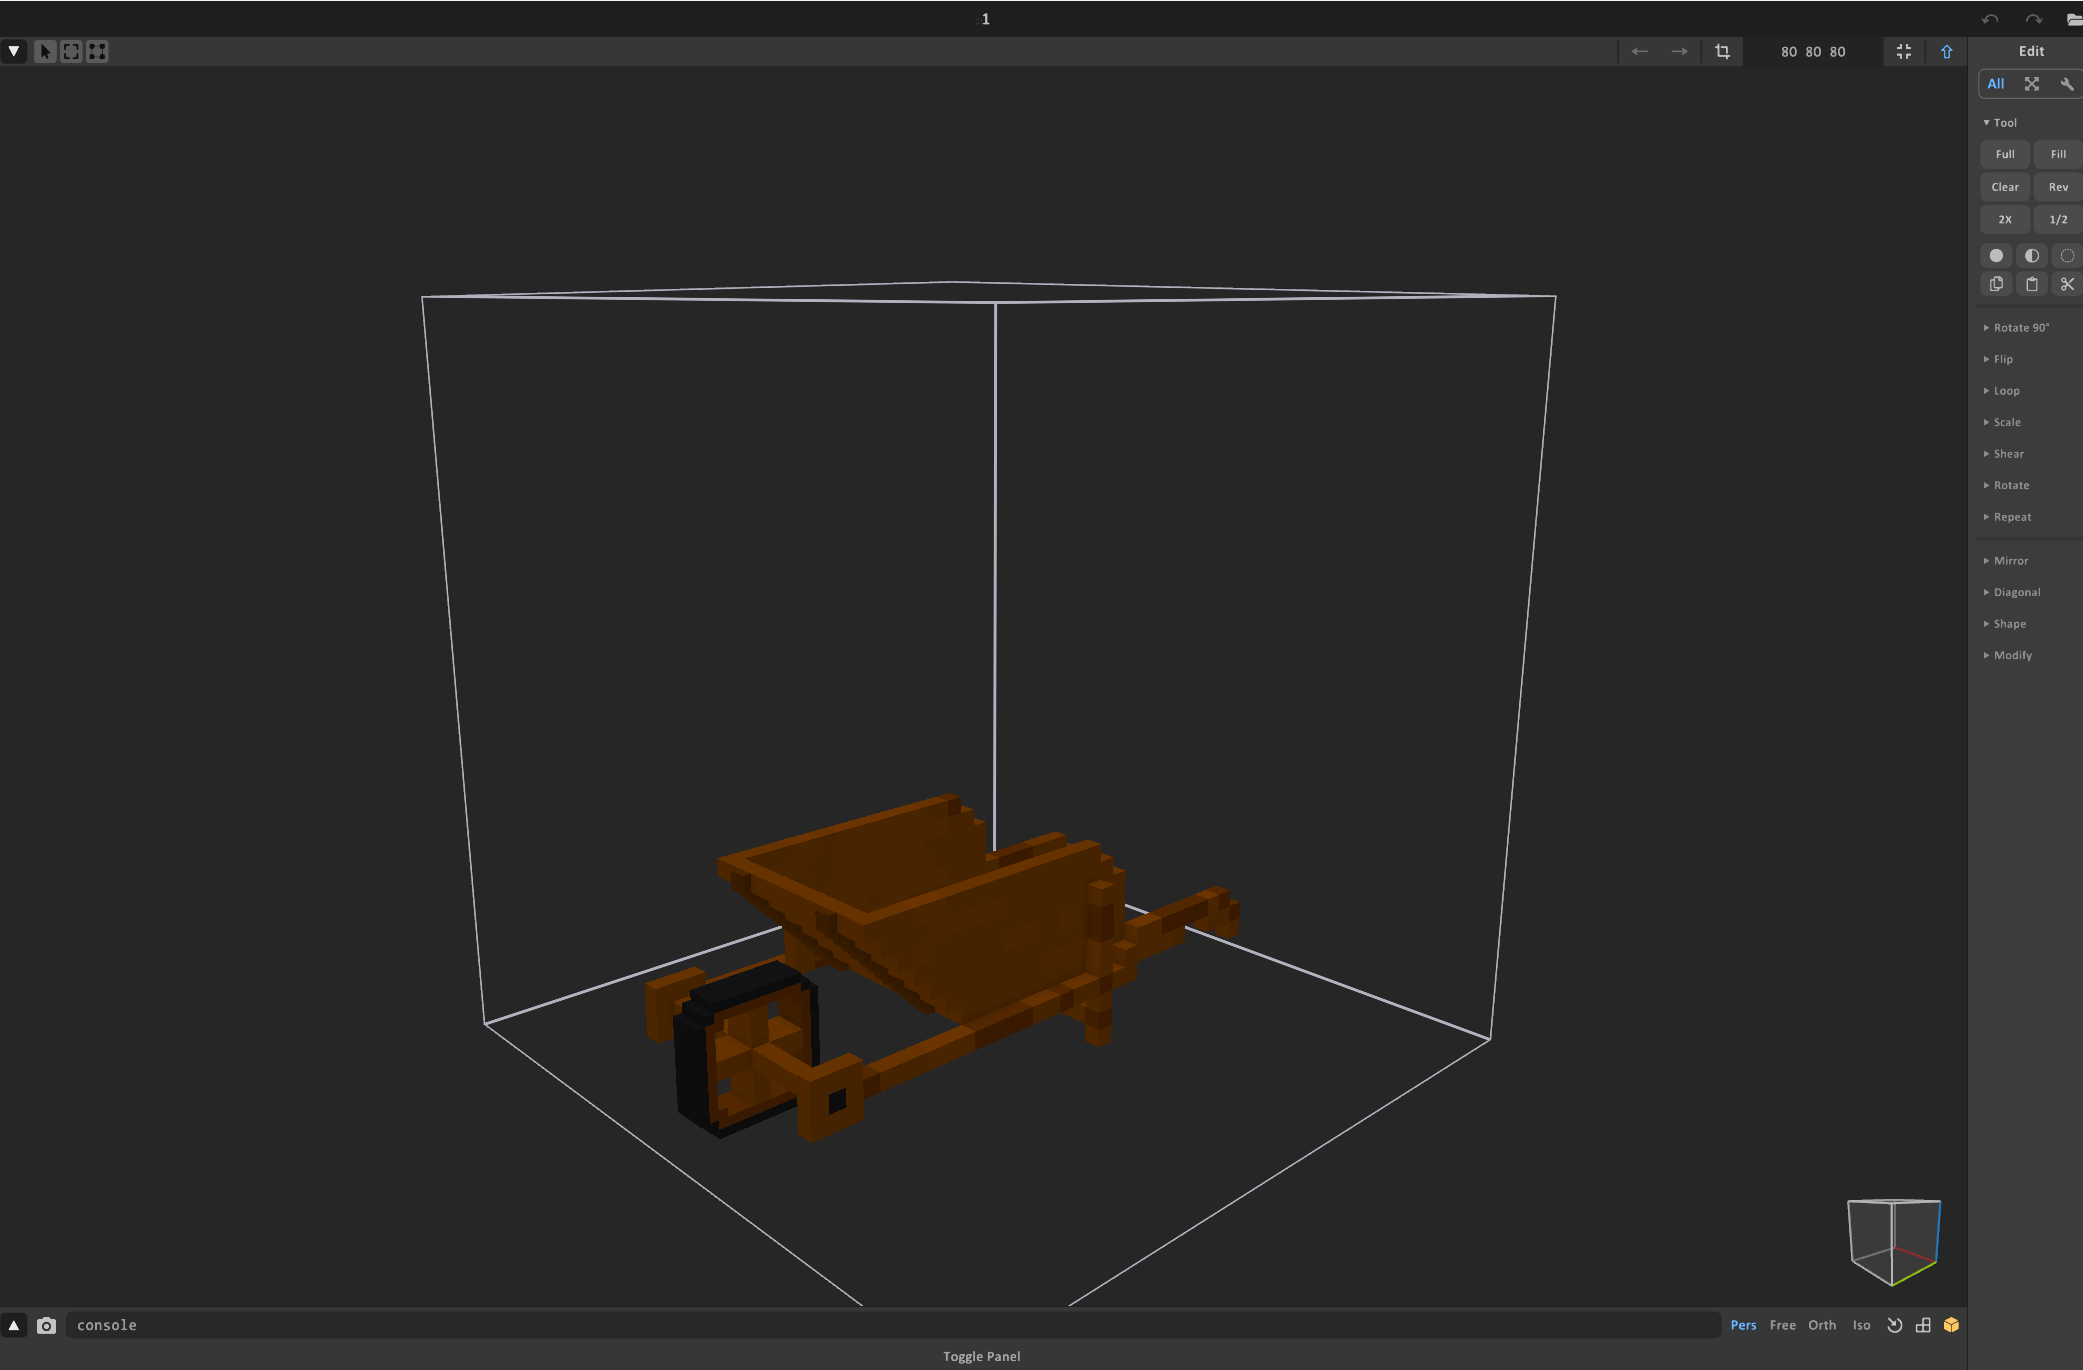 1
80 80 80
Edit
All
Tool
Full Fill
Clear Rev
2X 1/2
Rotate 90°
Flip
Loop
Scale
Shear
Rotate
Repeat
Mirror
Diagonal
Shape
Modify
console
Pers Free Orth Iso
Toggle Panel